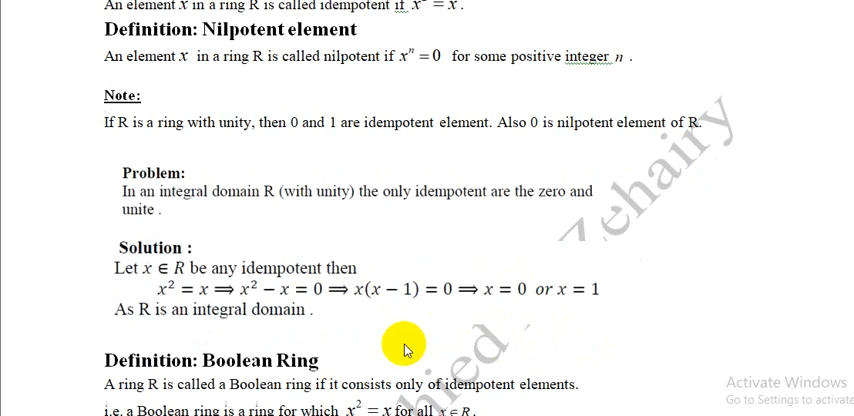 An element x in a ring R is called idempotent if x² = x.
Definition: Nilpotent element
An element x in a ring R is called nilpotent if xⁿ = 0 for some positive integer n .
Note:
If R is a ring with unity, then 0 and 1 are idempotent element. Also 0 is nilpotent element of R.
Problem:
In an integral domain R (with unity) the only idempotent are the zero and
unite .
Solution :
Let x ∈ R be any idempotent then
x² = x ⟹ x² − x = 0 ⟹ x(x − 1) = 0 ⟹ x = 0 or x = 1
As R is an integral domain .
Definition: Boolean Ring
A ring R is called a Boolean ring if it consists only of idempotent elements.
i.e. a Boolean ring is a ring for which x² = x for all x ∈ R.
Zehairy
Activate Windows
Go to Settings to activate